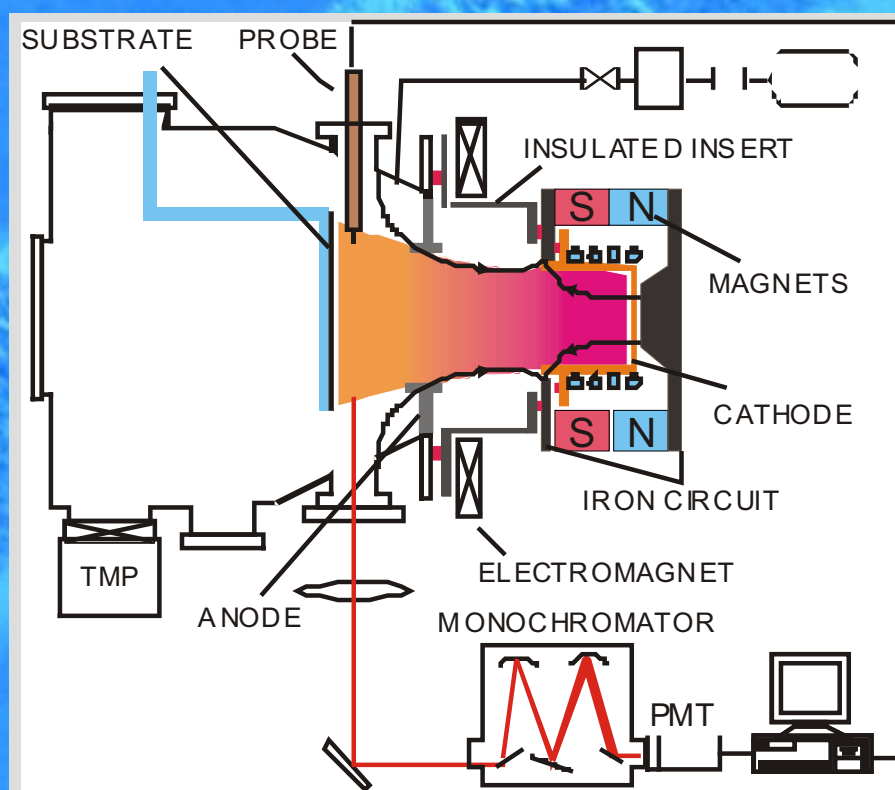 SUBSTRATE
PROBE
INSULATED INSERT
S N
MAGNETS
CATHODE
S N
IRON CIRCUIT
ELECTROMAGNET
TMP
ANODE
MONOCHROMATOR
PMT